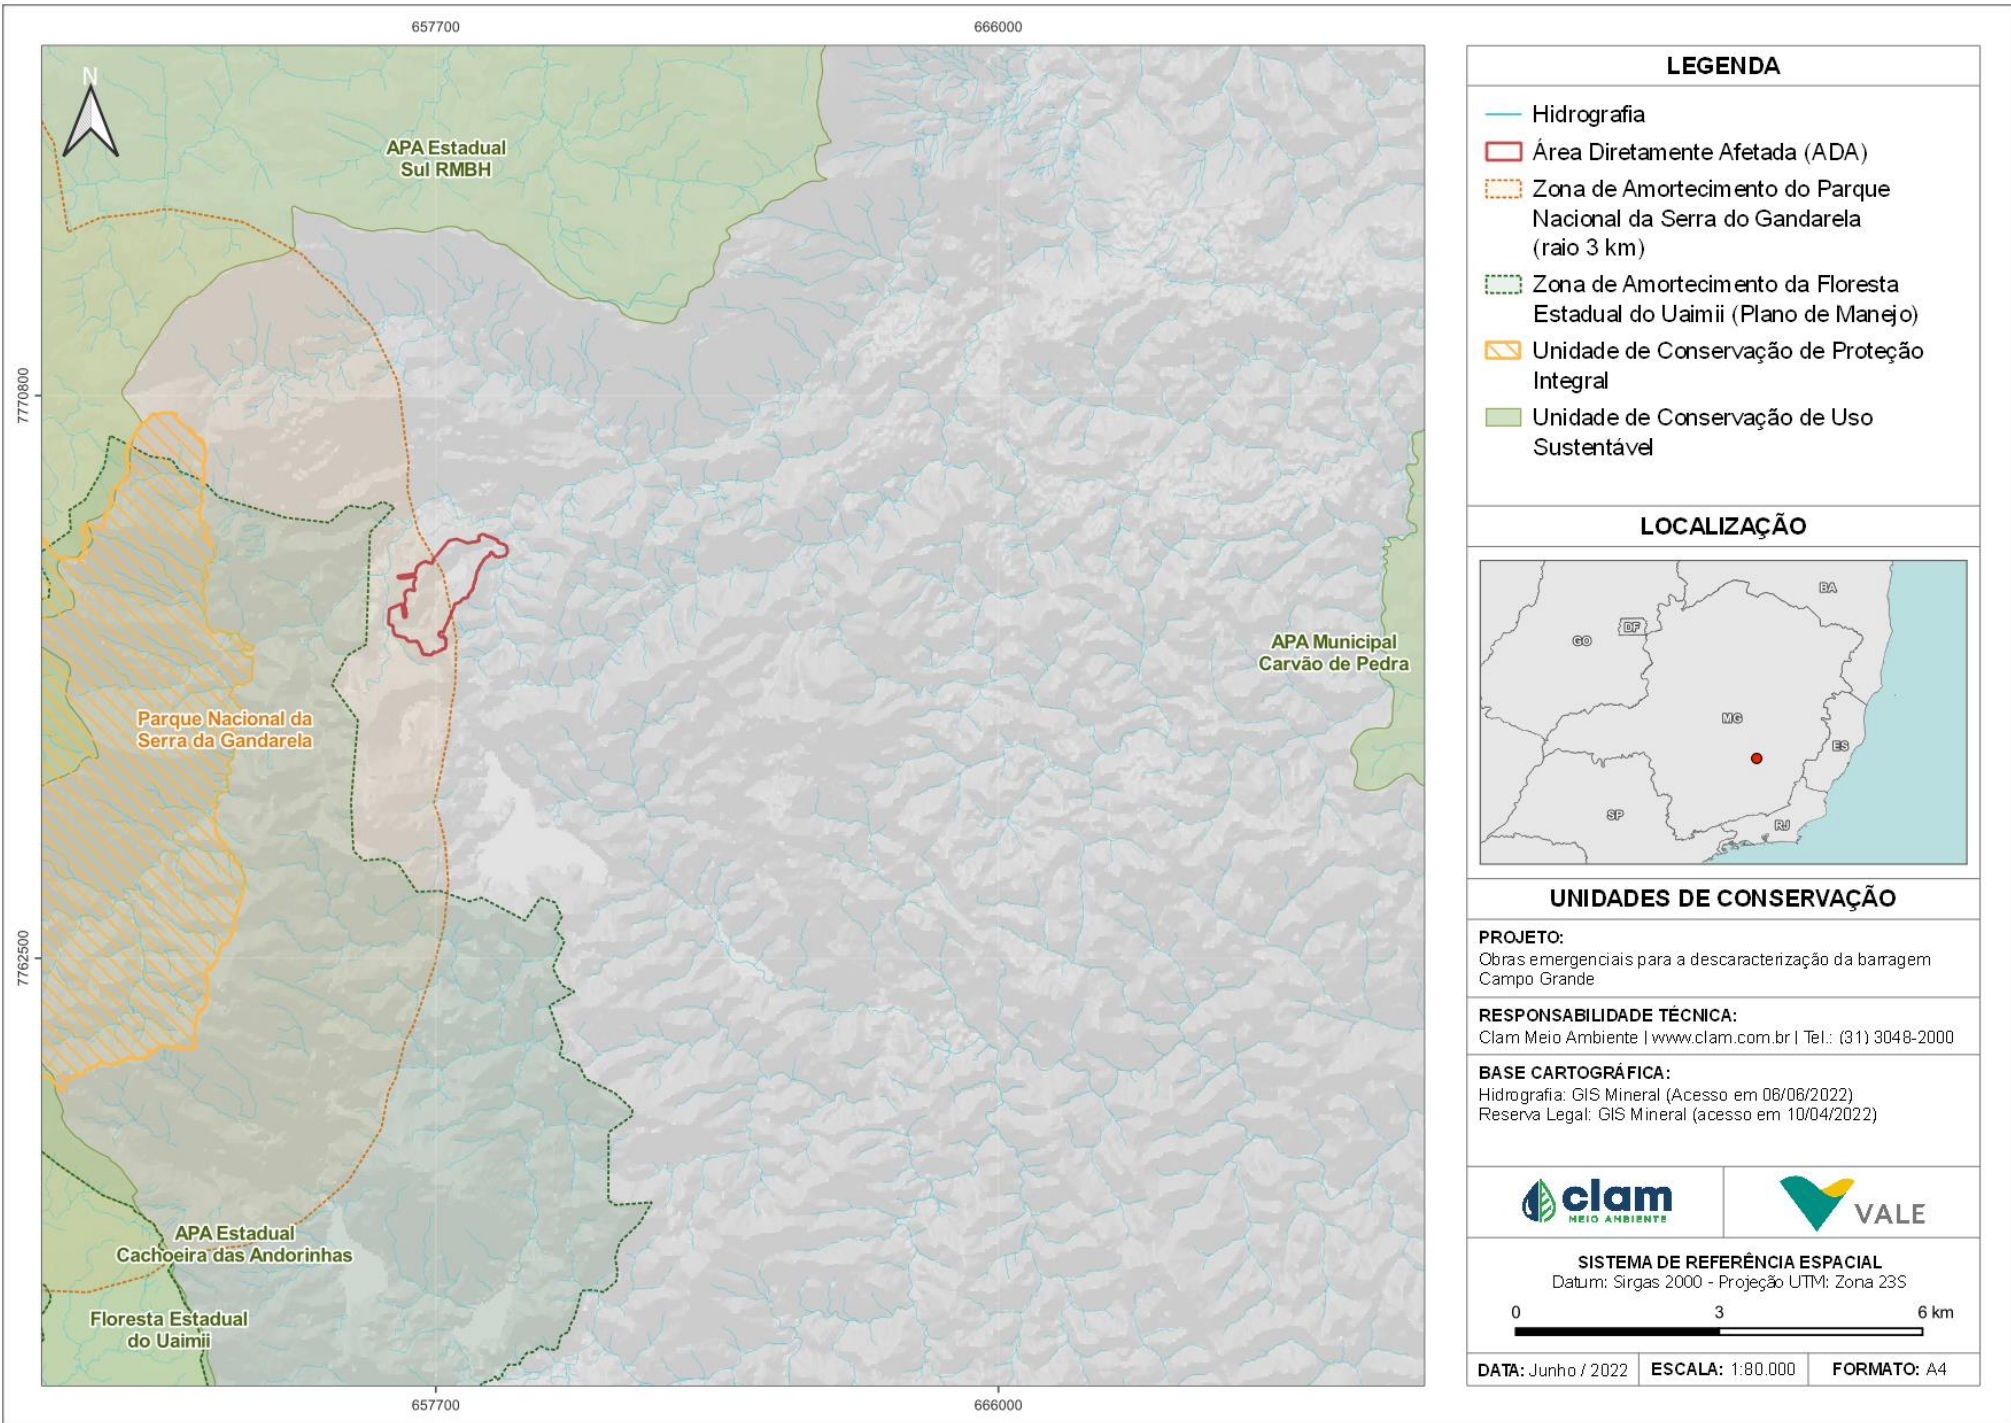 657700
666000
N
APA Estadual
Sul RMBH
7770800
7762500
Parque Nacional da
Serra da Gandarela
APA Municipal
Carvão de Pedra
APA Estadual
Cachoeira das Andorinhas
Floresta Estadual
do Uaimii
657700
666000
LEGENDA
Hidrografia
Área Diretamente Afetada (ADA)
Zona de Amortecimento do Parque
Nacional da Serra do Gandarela
(raio 3 km)
Zona de Amortecimento da Floresta
Estadual do Uaimii (Plano de Manejo)
Unidade de Conservação de Proteção
Integral
Unidade de Conservação de Uso
Sustentável
LOCALIZAÇÃO
BA
DF
GO
MG
ES
SP
RJ
UNIDADES DE CONSERVAÇÃO
PROJETO:
Obras emergenciais para a descaracterização da barragem
Campo Grande
RESPONSABILIDADE TÉCNICA:
Clam Meio Ambiente | www.clam.com.br | Tel.: (31) 3048-2000
BASE CARTOGRÁFICA:
Hidrografia: GIS Mineral (Acesso em 06/06/2022)
Reserva Legal: GIS Mineral (acesso em 10/04/2022)
clam
MEIO AMBIENTE
VALE
SISTEMA DE REFERÊNCIA ESPACIAL
Datum: Sirgas 2000 - Projeção UTM: Zona 23S
0 3 6 km
DATA: Junho / 2022 ESCALA: 1:80.000 FORMATO: A4